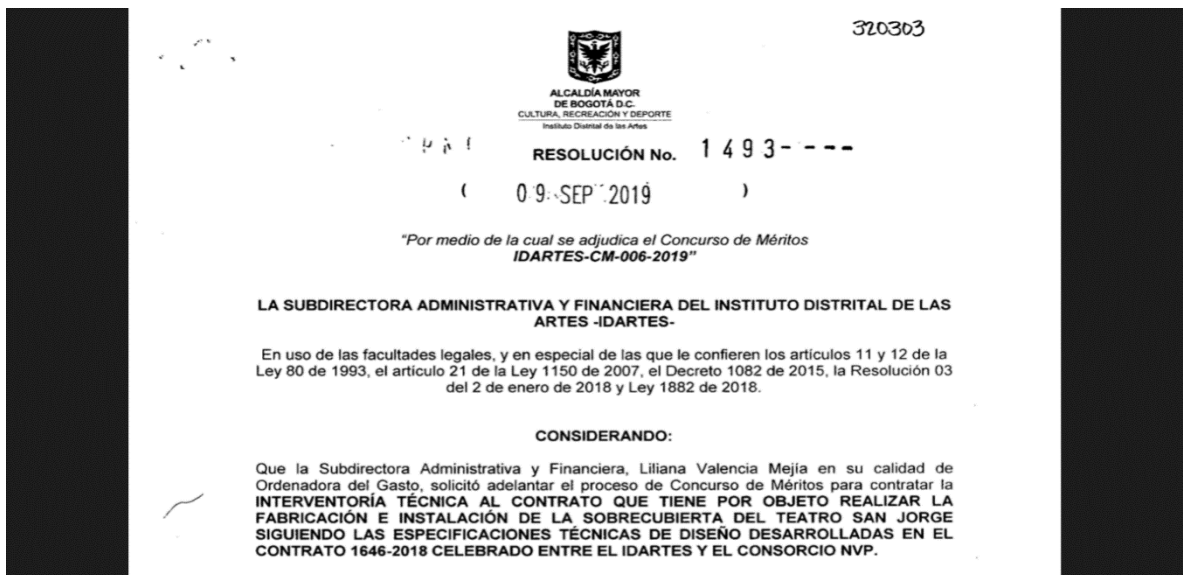 320303
ALCALDÍA MAYOR
DE BOGOTÁ D.C.
CULTURA, RECREACIÓN Y DEPORTE
Instituto Distrital de las Artes
RESOLUCIÓN No. 1493----
( 09 SEP 2019 )
"Por medio de la cual se adjudica el Concurso de Méritos
IDARTES-CM-006-2019"
LA SUBDIRECTORA ADMINISTRATIVA Y FINANCIERA DEL INSTITUTO DISTRITAL DE LAS
ARTES -IDARTES-
En uso de las facultades legales, y en especial de las que le confieren los artículos 11 y 12 de la
Ley 80 de 1993, el artículo 21 de la Ley 1150 de 2007, el Decreto 1082 de 2015, la Resolución 03
del 2 de enero de 2018 y Ley 1882 de 2018.
CONSIDERANDO:
Que la Subdirectora Administrativa y Financiera, Liliana Valencia Mejía en su calidad de
Ordenadora del Gasto, solicitó adelantar el proceso de Concurso de Méritos para contratar la
INTERVENTORÍA TÉCNICA AL CONTRATO QUE TIENE POR OBJETO REALIZAR LA
FABRICACIÓN E INSTALACIÓN DE LA SOBRECUBIERTA DEL TEATRO SAN JORGE
SIGUIENDO LAS ESPECIFICACIONES TÉCNICAS DE DISEÑO DESARROLLADAS EN EL
CONTRATO 1646-2018 CELEBRADO ENTRE EL IDARTES Y EL CONSORCIO NVP.